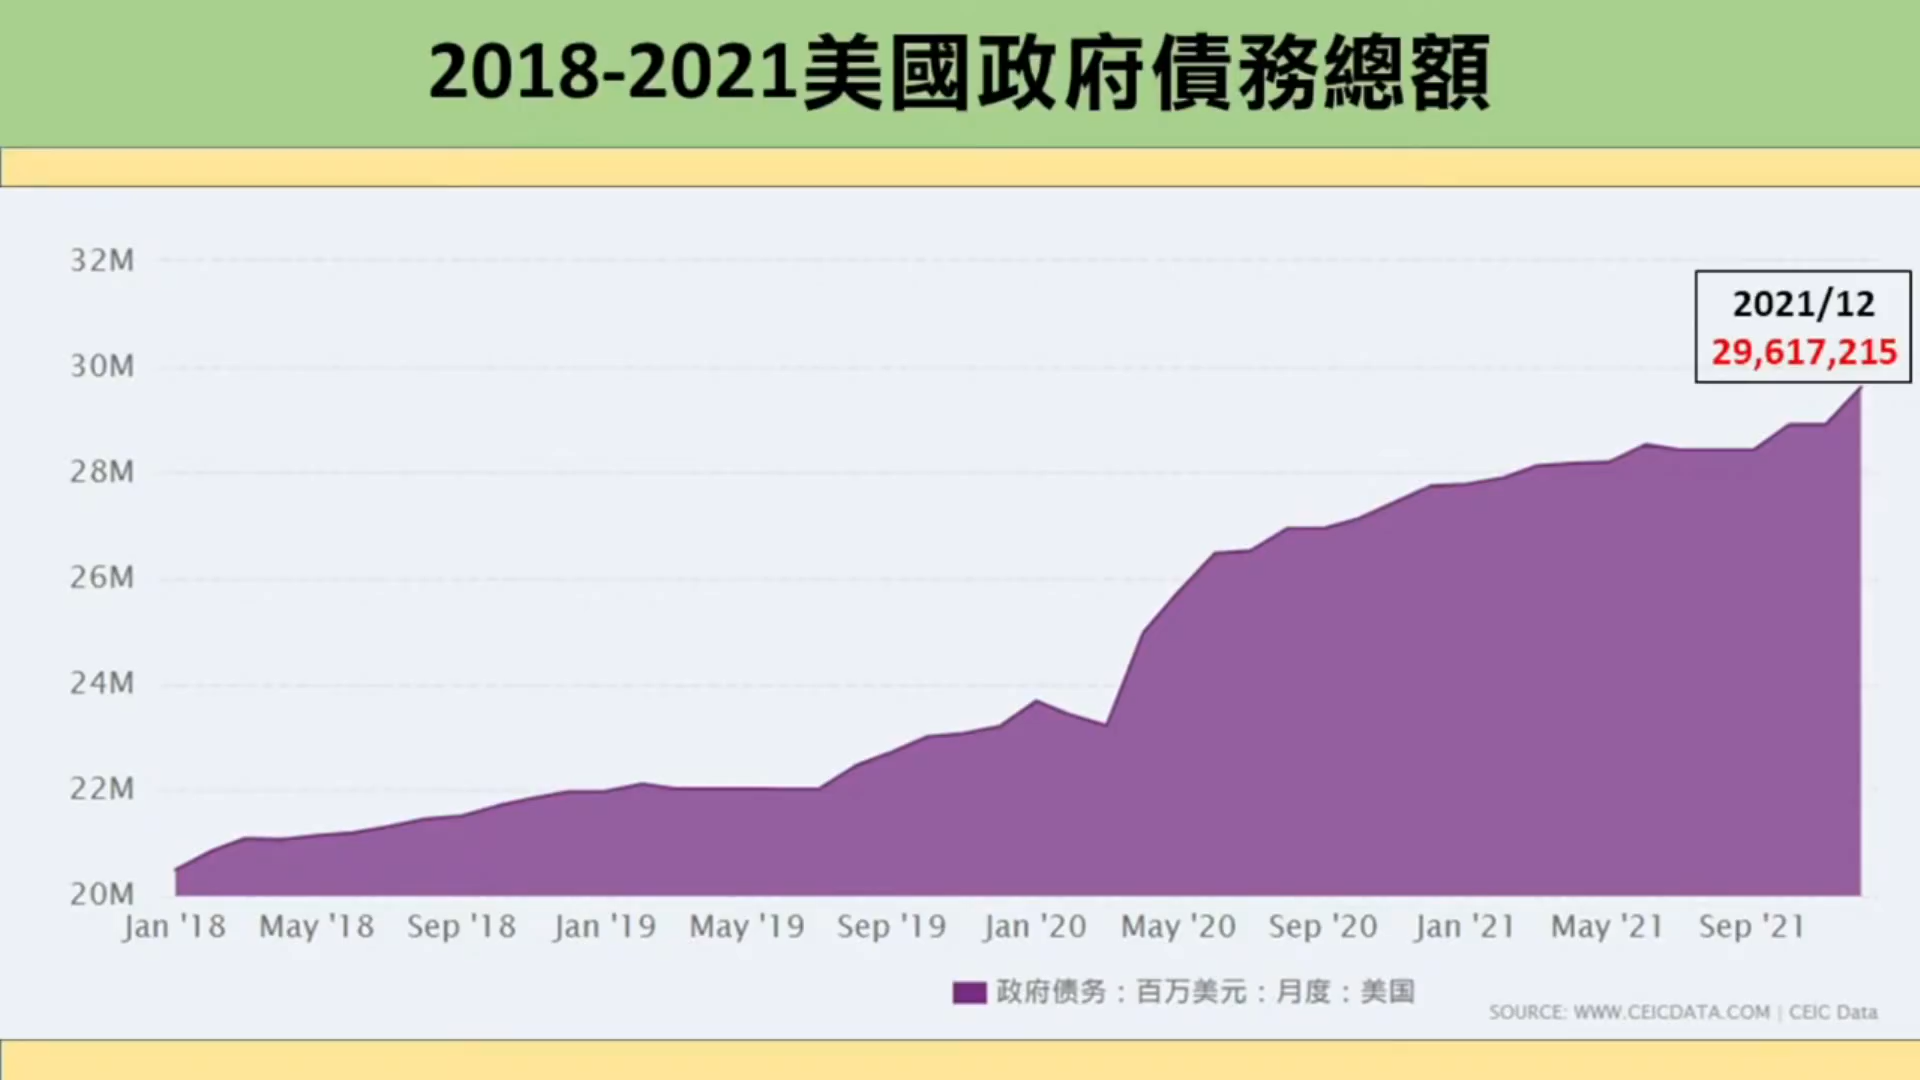 2018-2021美國政府債務總額
32M
2021/12
29,617,215
30M
28M
26M
24M
22M
20M
Jan '18 May '18 Sep '18 Jan '19 May '19 Sep '19 Jan '20 May '20 Sep '20 Jan '21 May '21 Sep '21
政府债务：百万美元：月度：美国
SOURCE: WWW.CEICDATA.COM | CEIC Data